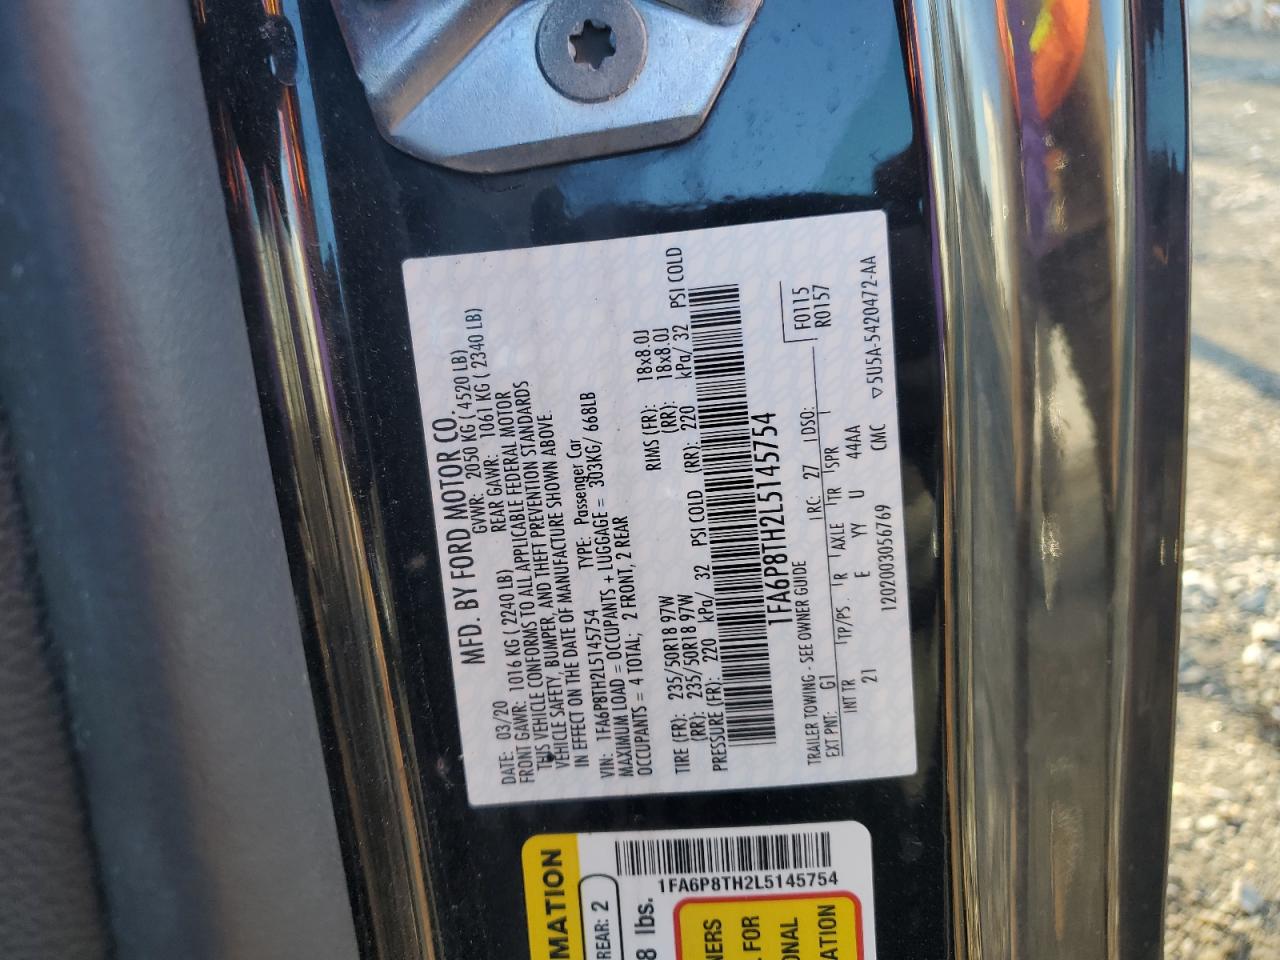 MFD. BY FORD MOTOR CO.
DATE: 03/20 GVWR: 2050 KG ( 4520 LB)
FRONT GAWR: 1016 KG ( 2240 LB) REAR GAWR: 1061 KG ( 2340 LB)
THIS VEHICLE CONFORMS TO ALL APPLICABLE FEDERAL MOTOR
VEHICLE SAFETY, BUMPER, AND THEFT PREVENTION STANDARDS
IN EFFECT ON THE DATE OF MANUFACTURE SHOWN ABOVE.
VIN: 1FA6P8TH2L5145754 TYPE: Passenger Car
MAXIMUM LOAD = OCCUPANTS + LUGGAGE = 303KG/ 668LB
OCCUPANTS = 4 TOTAL; 2 FRONT, 2 REAR
TIRE (FR): 235/50R18 97W RIMS (FR): 18x8.0J
(RR): 235/50R18 97W (RR): 18x8.0J
PRESSURE (FR): 220 kPa/ 32 PSI COLD (RR): 220 kPa/ 32 PSI COLD
1FA6P8TH2L5145754
TRAILER TOWING - SEE OWNER GUIDE F0115
EXT PNT: G1 RC: 27 DSO: R0157
INT TR TP/PS R AXLE TR SPR
21 E YY U 44AA
1202003056769 CMC ▽5U5A-5420472-AA
1FA6P8TH2L5145754
MATION
REAR: 2
8 lbs.
NERS
FOR
ONAL
ATION